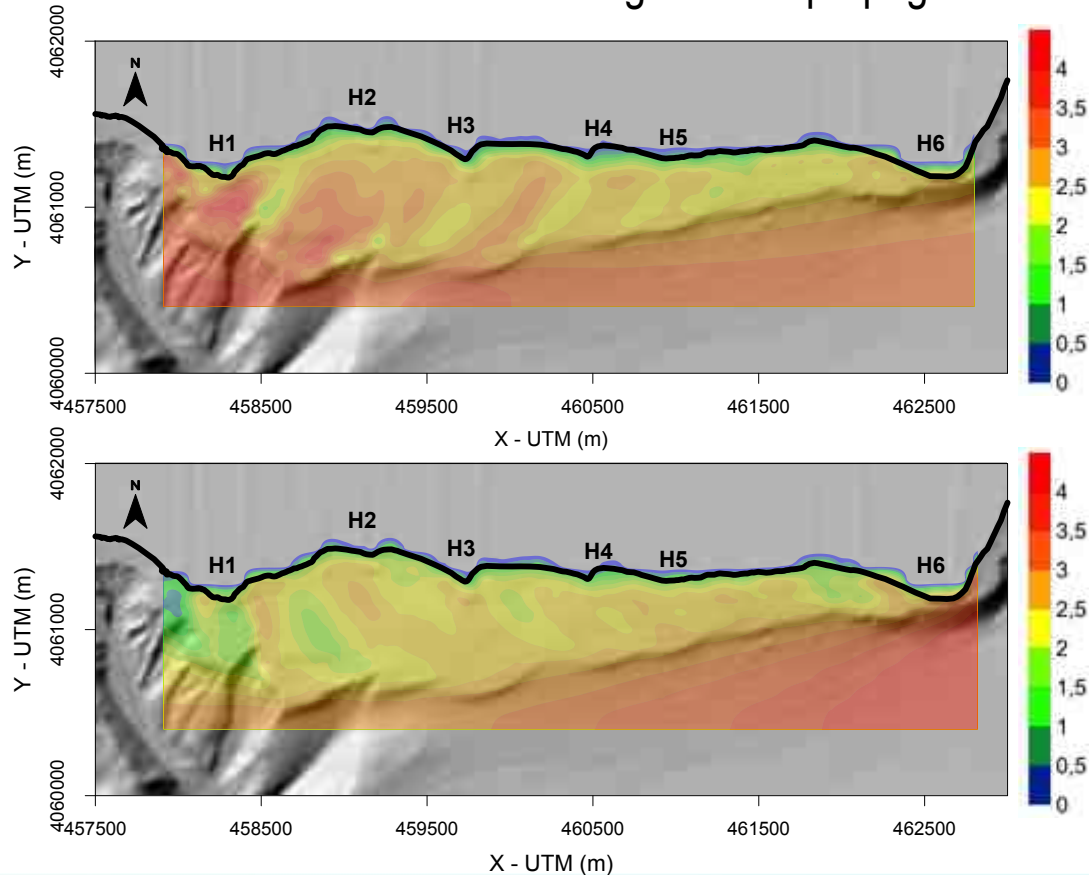 4062000
4061000
4060000
Y - UTM (m)
N
H1
H2
H3
H4
H5
H6
4
3,5
3
2,5
2
1,5
1
0,5
0
457500
458500
459500
460500
461500
462500
X - UTM (m)
4062000
4061000
4060000
Y - UTM (m)
N
H1
H2
H3
H4
H5
H6
4
3,5
3
2,5
2
1,5
1
0,5
0
457500
458500
459500
460500
461500
462500
X - UTM (m)